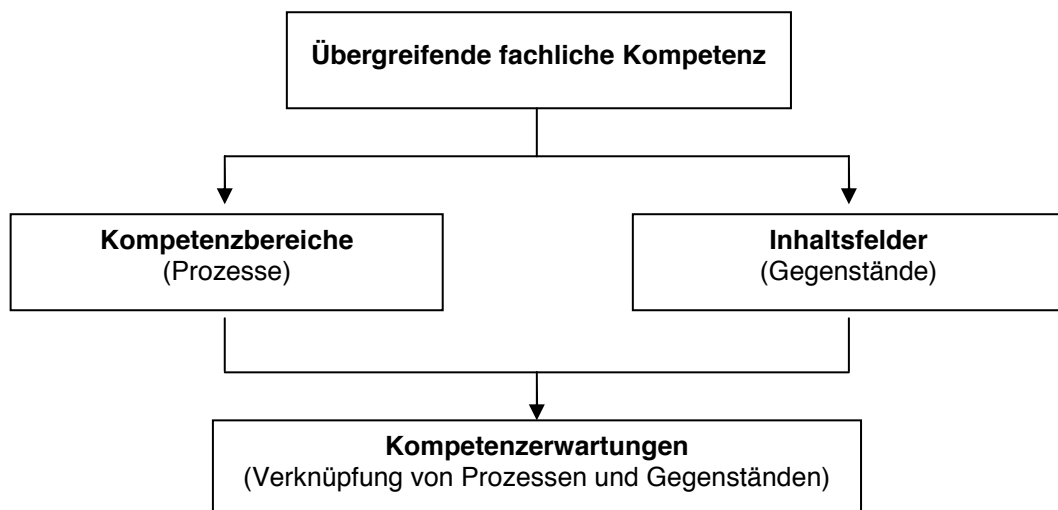 Übergreifende fachliche Kompetenz
Kompetenzbereiche
(Prozesse)
Inhaltsfelder
(Gegenstände)
Kompetenzerwartungen
(Verknüpfung von Prozessen und Gegenständen)